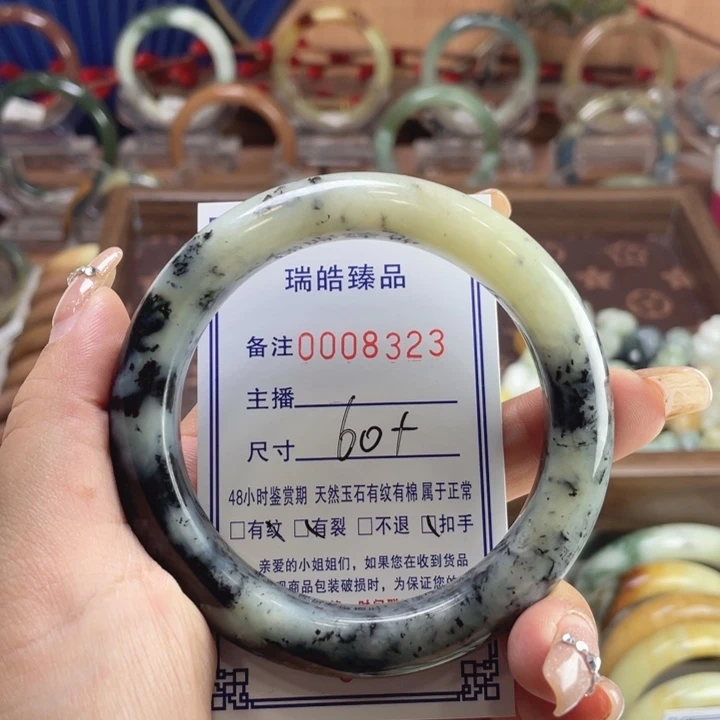 瑞皓臻品
备注0008323
主播
尺寸 60+
48小时鉴赏期 天然玉石有纹有棉 属于正常
□有纹 □有裂 □不退 □扣手
亲爱的小姐姐们，如果您在收到货品
商品包装破损时，为保证您的